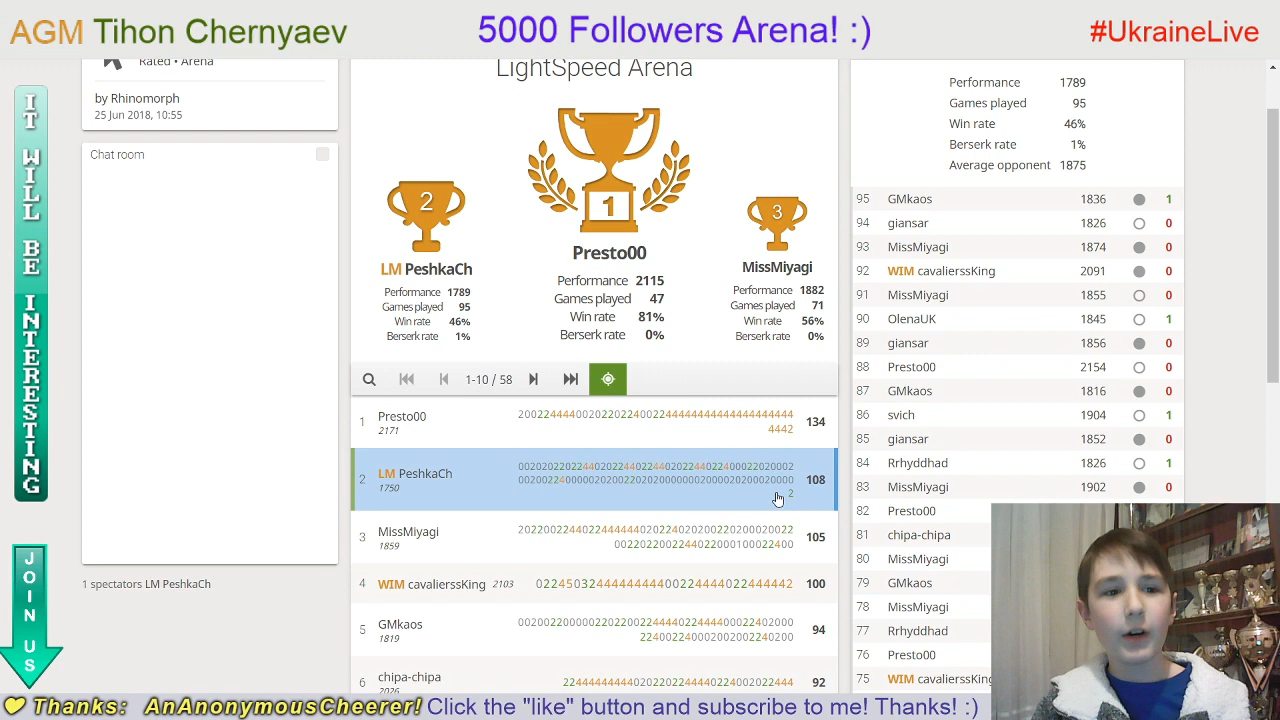 AGM Tihon Chernyaev
5000 Followers Arena! :)
#UkraineLive
IT WILL BE INTERESTING
JOIN US
Rated • Arena
by Rhinomorph
25 Jun 2018, 10:55
Chat room
1 spectators LM PeshkaCh
LightSpeed Arena
2
1
3
LM PeshkaCh
Performance 1789
Games played 95
Win rate 46%
Berserk rate 1%
Presto00
Performance 2115
Games played 47
Win rate 81%
Berserk rate 0%
MissMiyagi
Performance 1882
Games played 71
Win rate 56%
Berserk rate 0%
1-10 / 58
1 Presto00 134
2171
2 LM PeshkaCh 108
1750
3 MissMiyagi 105
1859
4 WIM cavalierssKing 2103 0224503244444444400224444022444442 100
5 GMkaos 94
1819
6 chipa-chipa 92
2026
Performance 1789
Games played 95
Win rate 46%
Berserk rate 1%
Average opponent 1875
95 GMkaos 1836 1
94 giansar 1826 0
93 MissMiyagi 1874 0
92 WIM cavalierssKing 2091 0
91 MissMiyagi 1855 0
90 OlenaUK 1845 1
89 giansar 1856 0
88 Presto00 2154 0
87 GMkaos 1816 0
86 svich 1904 1
85 giansar 1852 0
84 Rrhyddhad 1826 1
83 MissMiyagi 1902 0
82 Presto00
81 chipa-chipa
80 MissMiyagi
79 GMkaos
78 MissMiyagi
77 Rrhyddhad
76 Presto00
75 WIM cavalierssKing
Thanks: AnAnonymousCheerer! Click the "like" button and subscribe to me! Thanks! :)